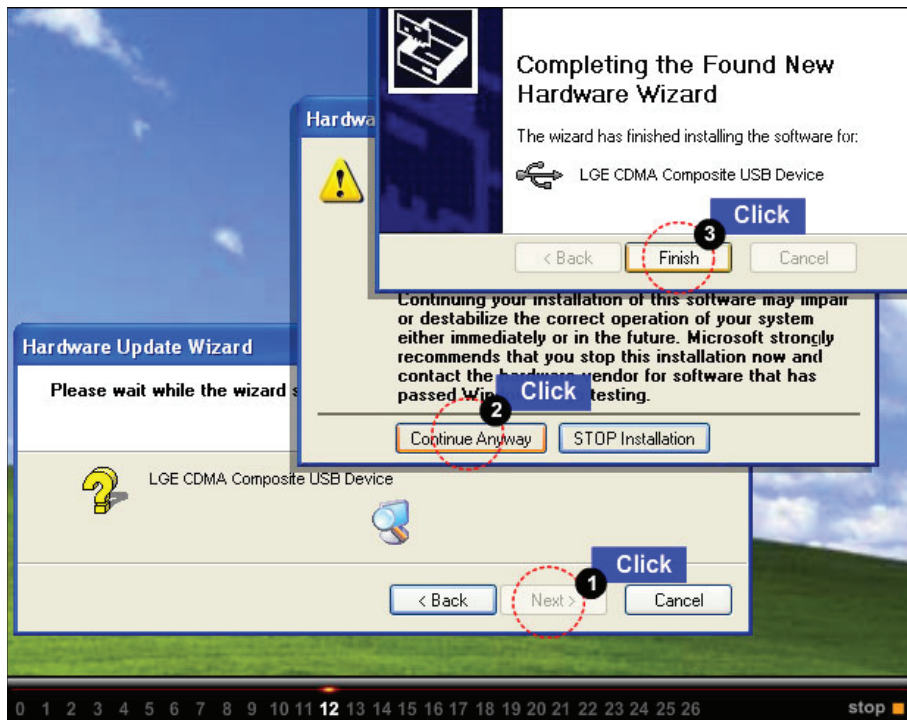 Completing the Found New
Hardware Wizard
The wizard has finished installing the software for:
LGE CDMA Composite USB Device
Click
3
< Back
Finish
Cancel
Hardwa
Continuing your installation of this software may impair
or destabilize the correct operation of your system
either immediately or in the future. Microsoft strongly
recommends that you stop this installation now and
contact the hardware vendor for software that has
passed Win testing.
Click
2
Continue Anyway
STOP Installation
Hardware Update Wizard
Please wait while the wizard s
LGE CDMA Composite USB Device
Click
1
< Back
Next >
Cancel
0 1 2 3 4 5 6 7 8 9 10 11 12 13 14 15 16 17 18 19 20 21 22 23 24 25 26 stop